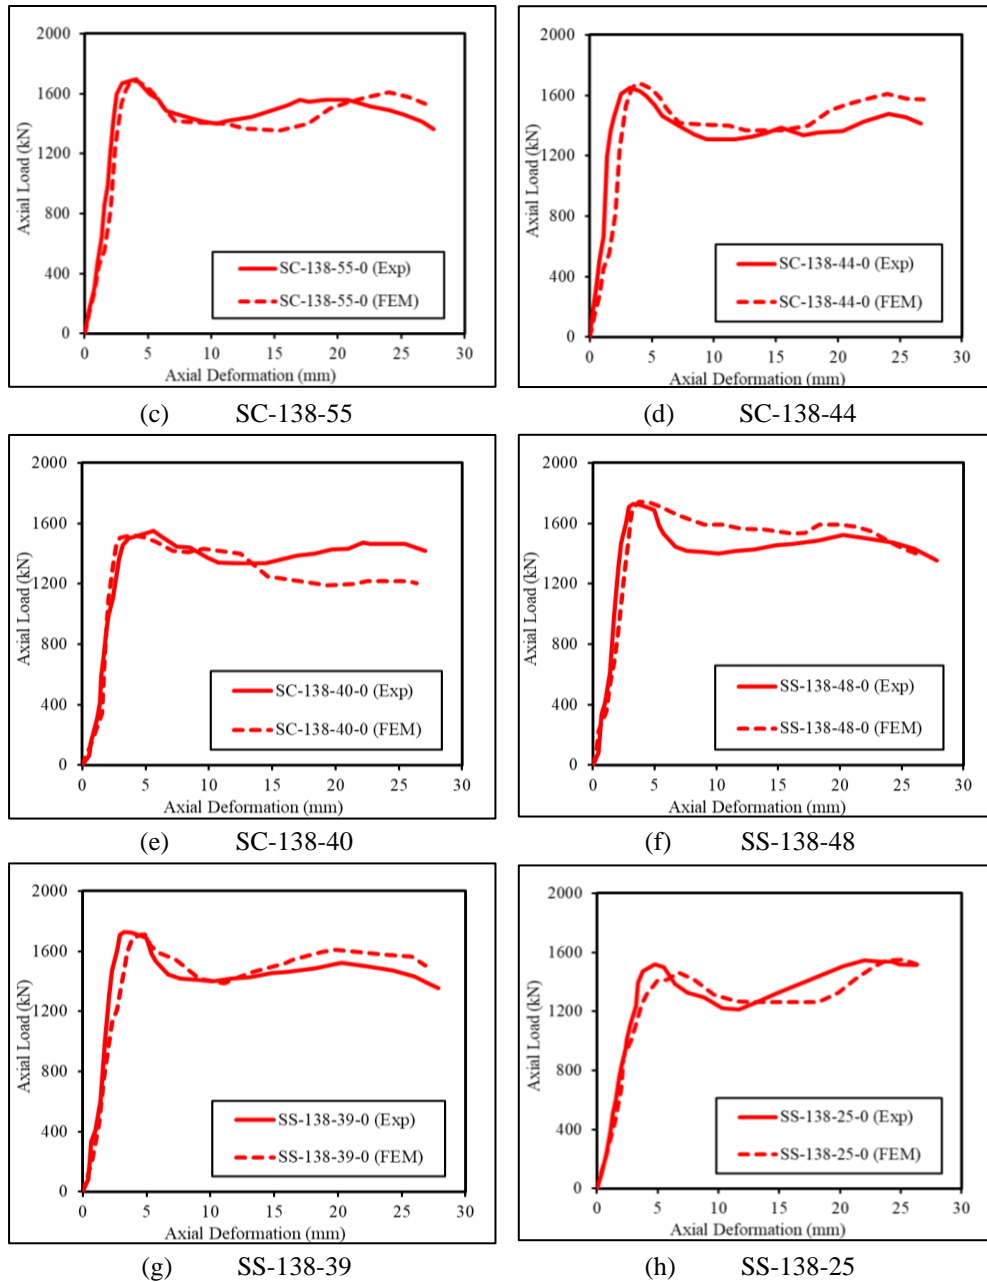 2000
1600
1200
800
400
0
0 5 10 15 20 25 30
Axial Load (kN)
Axial Deformation (mm)
SC-138-55-0 (Exp)
SC-138-55-0 (FEM)
(c) SC-138-55
2000
1600
1200
800
400
0
0 5 10 15 20 25 30
Axial Load (kN)
Axial Deformation (mm)
SC-138-44-0 (Exp)
SC-138-44-0 (FEM)
(d) SC-138-44
2000
1600
1200
800
400
0
0 5 10 15 20 25 30
Axial Load (kN)
Axial Deformation (mm)
SC-138-40-0 (Exp)
SC-138-40-0 (FEM)
(e) SC-138-40
2000
1600
1200
800
400
0
0 5 10 15 20 25 30
Axial Load (kN)
Axial Deformation (mm)
SS-138-48-0 (Exp)
SS-138-48-0 (FEM)
(f) SS-138-48
2000
1600
1200
800
400
0
0 5 10 15 20 25 30
Axial Load (kN)
Axial Deformation (mm)
SS-138-39-0 (Exp)
SS-138-39-0 (FEM)
(g) SS-138-39
2000
1600
1200
800
400
0
0 5 10 15 20 25 30
Axial Load (kN)
Axial Deformation (mm)
SS-138-25-0 (Exp)
SS-138-25-0 (FEM)
(h) SS-138-25